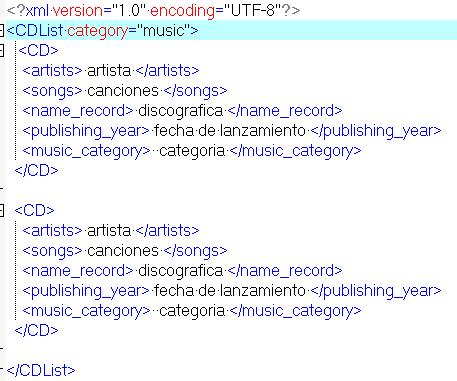 <?xml version="1.0" encoding="UTF-8"?>
<CDList category="music">
<CD>
<artists> artista </artists>
<songs> canciones </songs>
<name_record> discografica </name_record>
<publishing_year> fecha de lanzamiento </publishing_year>
<music_category> categoria </music_category>
</CD>
<CD>
<artists> artista </artists>
<songs> canciones </songs>
<name_record> discografica </name_record>
<publishing_year> fecha de lanzamiento </publishing_year>
<music_category> categoria </music_category>
</CD>
</CDList>